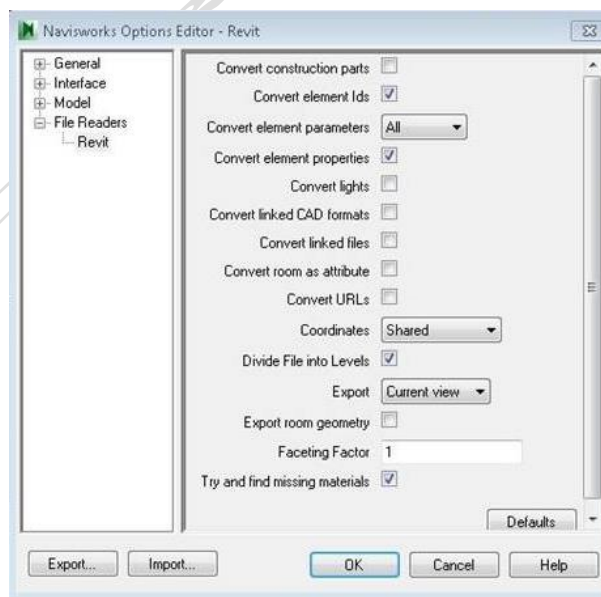 Navisworks Options Editor - Revit
General
Interface
Model
File Readers
Revit
Convert construction parts
Convert element Ids
Convert element parameters All
Convert element properties
Convert lights
Convert linked CAD formats
Convert linked files
Convert room as attribute
Convert URLs
Coordinates Shared
Divide File into Levels
Export Current view
Export room geometry
Faceting Factor 1
Try and find missing materials
Defaults
Export... Import... OK Cancel Help